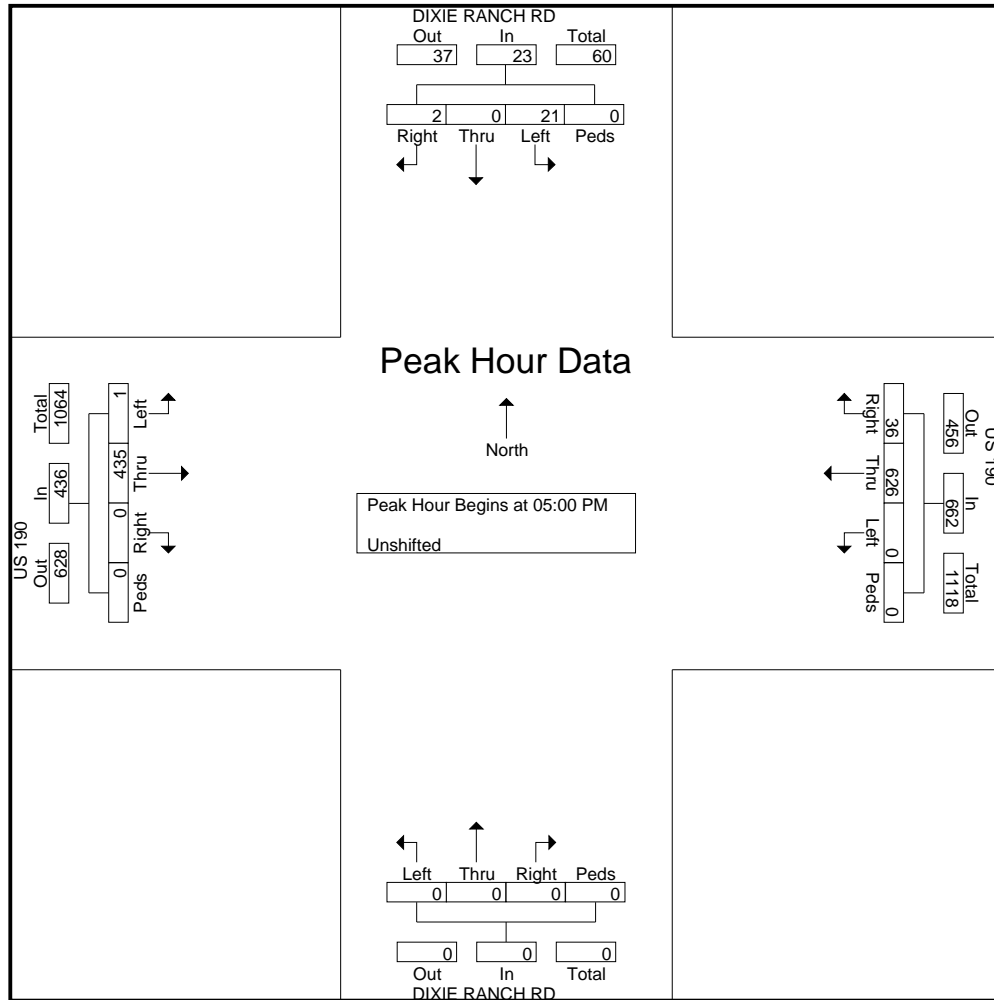 DIXIE RANCH RD
Out In Total
37 23 60
2 0 21 0
Right Thru Left Peds
Peak Hour Data
North
Peak Hour Begins at 05:00 PM
Unshifted
US 190
Out In Total
628 436 1064
0 0 435 1
Peds Right Thru Left
US 190
Out In Total
456 662 1118
36 626 0 0
Right Thru Left Peds
Left Thru Right Peds
0 0 0 0
0 0 0
Out In Total
DIXIE RANCH RD